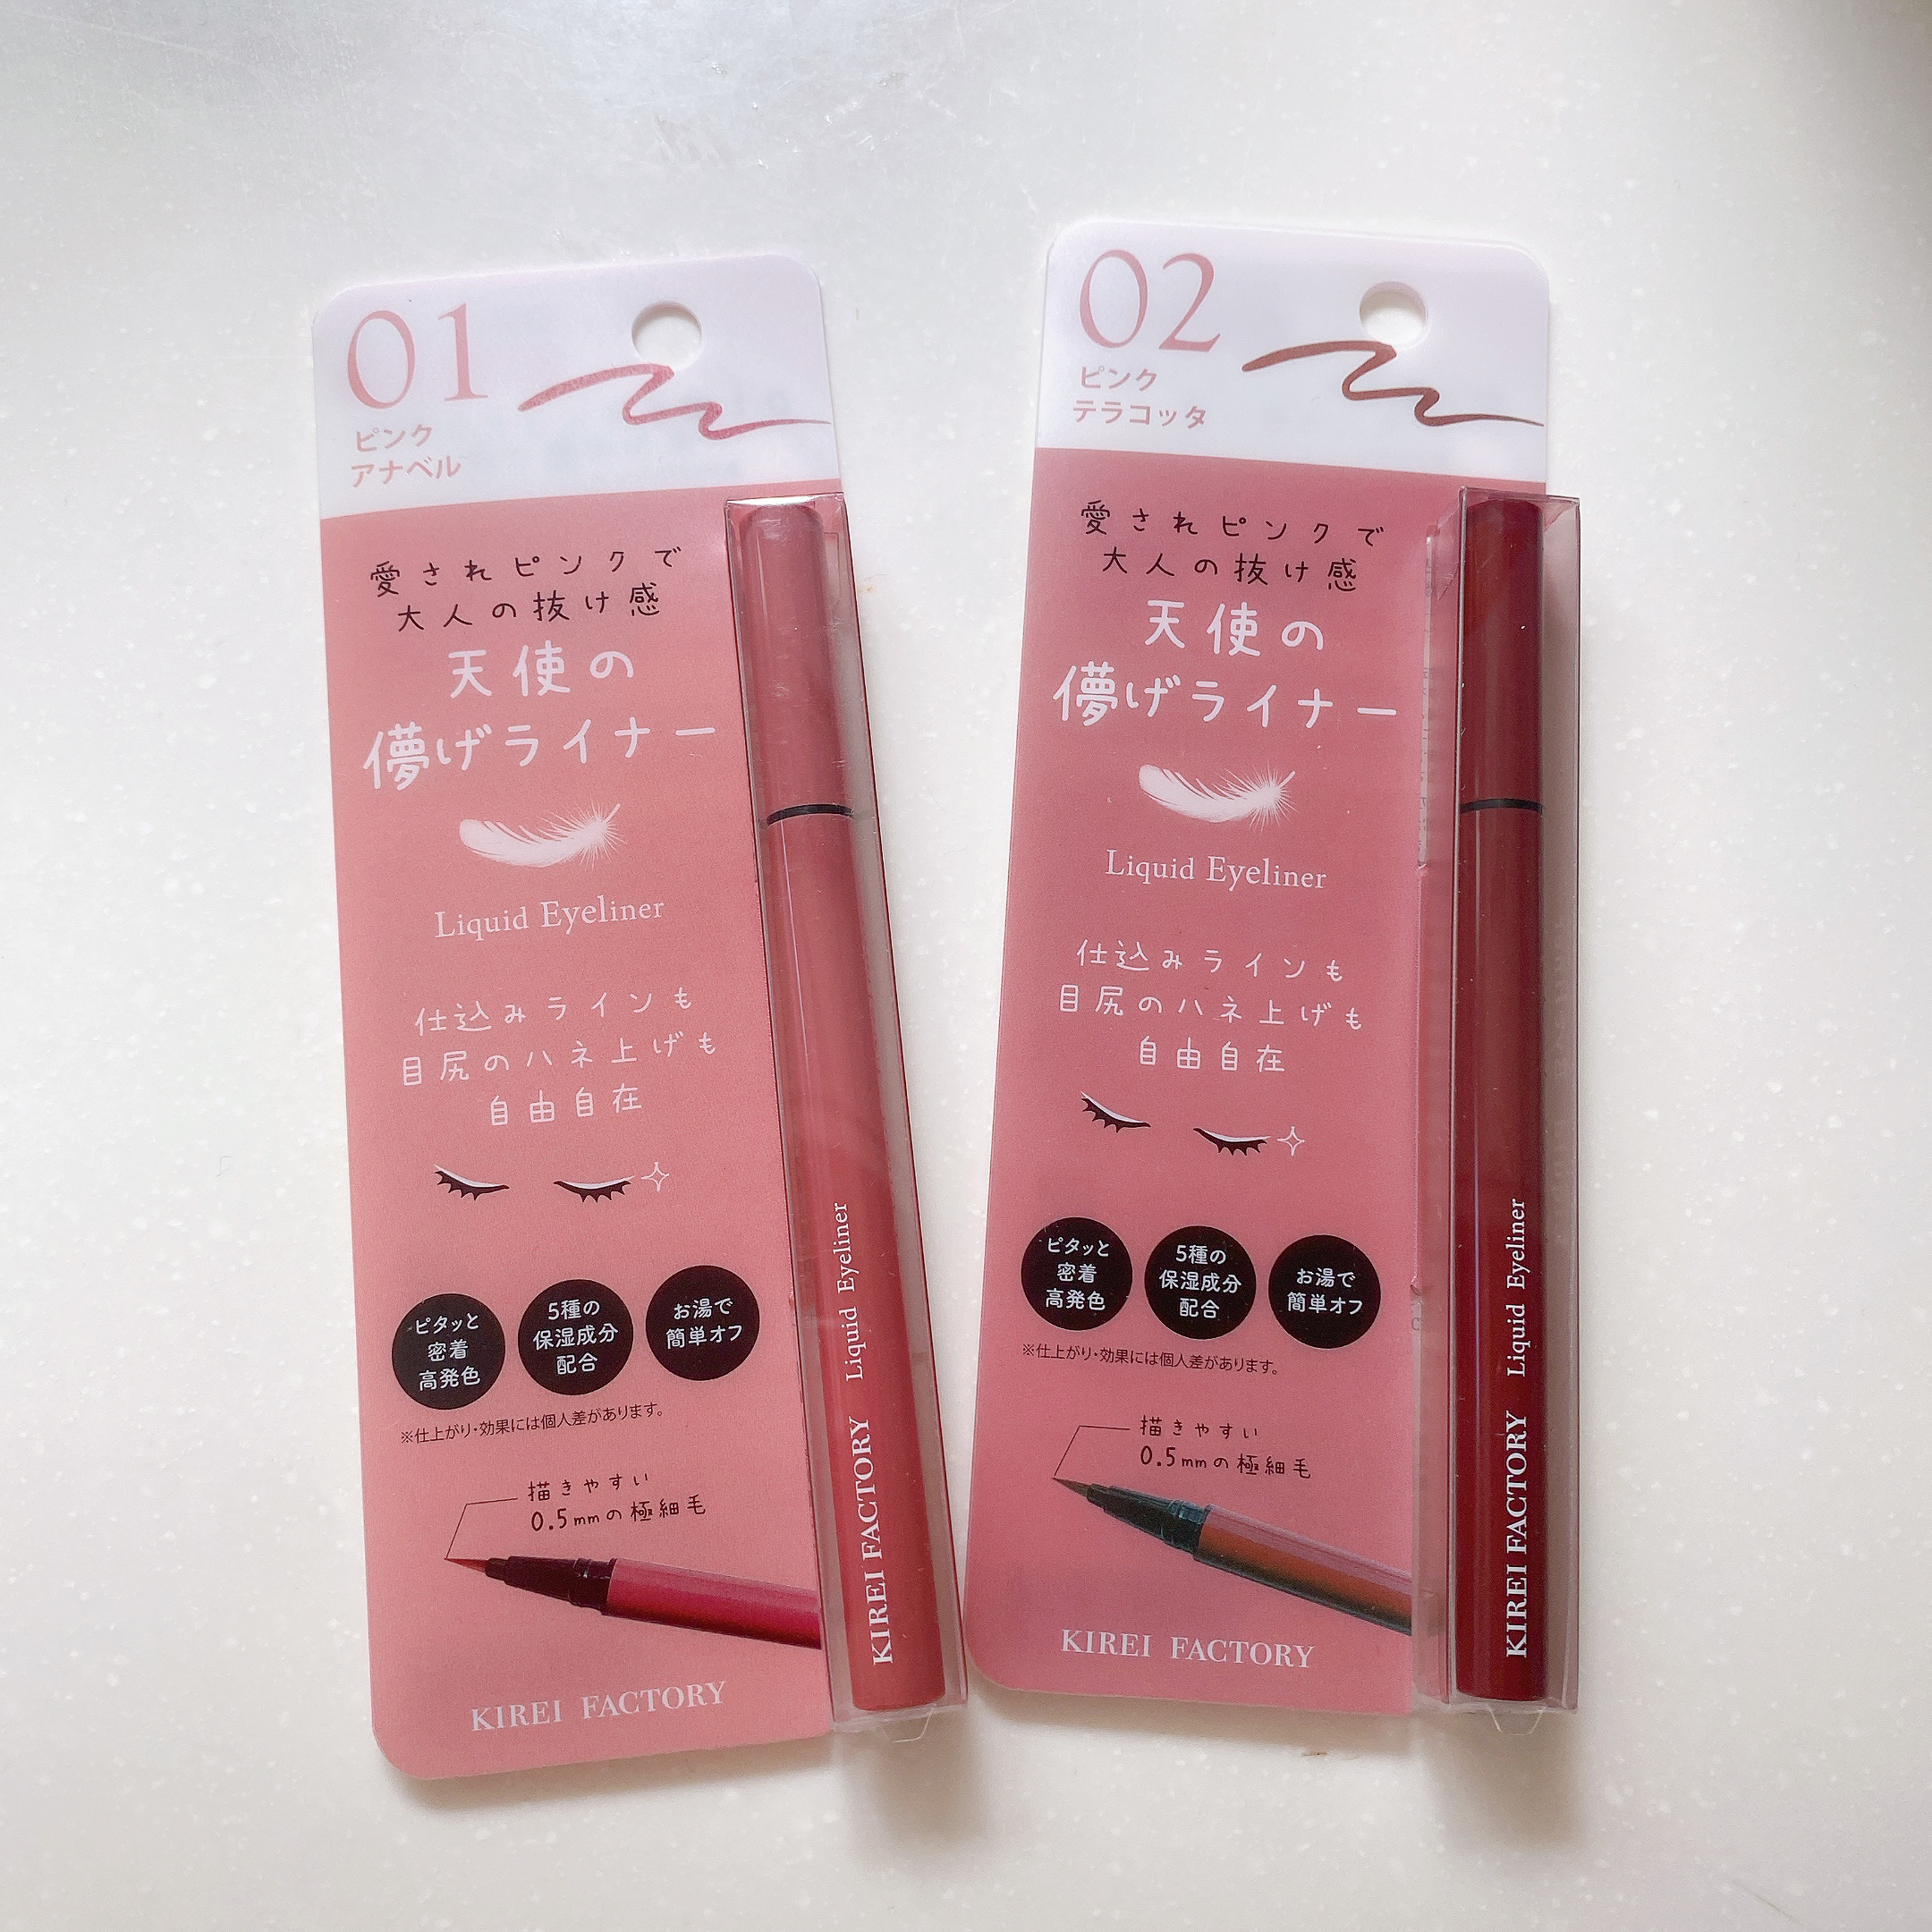 01
ピンク
アナベル
愛されピンクで
大人の抜け感
天使の
儚げライナー
Liquid Eyeliner
仕込みラインも
目尻のハネ上げも
自由自在
ピタッと
密着
高発色
5種の
保湿成分
配合
お湯で
簡単オフ
※仕上がり・効果には個人差があります。
描きやすい
0.5mmの極細毛
KIREI FACTORY
KIREI FACTORY Liquid Eyeliner
02
ピンク
テラコッタ
愛されピンクで
大人の抜け感
天使の
儚げライナー
Liquid Eyeliner
仕込みラインも
目尻のハネ上げも
自由自在
ピタッと
密着
高発色
5種の
保湿成分
配合
お湯で
簡単オフ
※仕上がり・効果には個人差があります。
描きやすい
0.5mmの極細毛
KIREI FACTORY
KIREI FACTORY Liquid Eyeliner